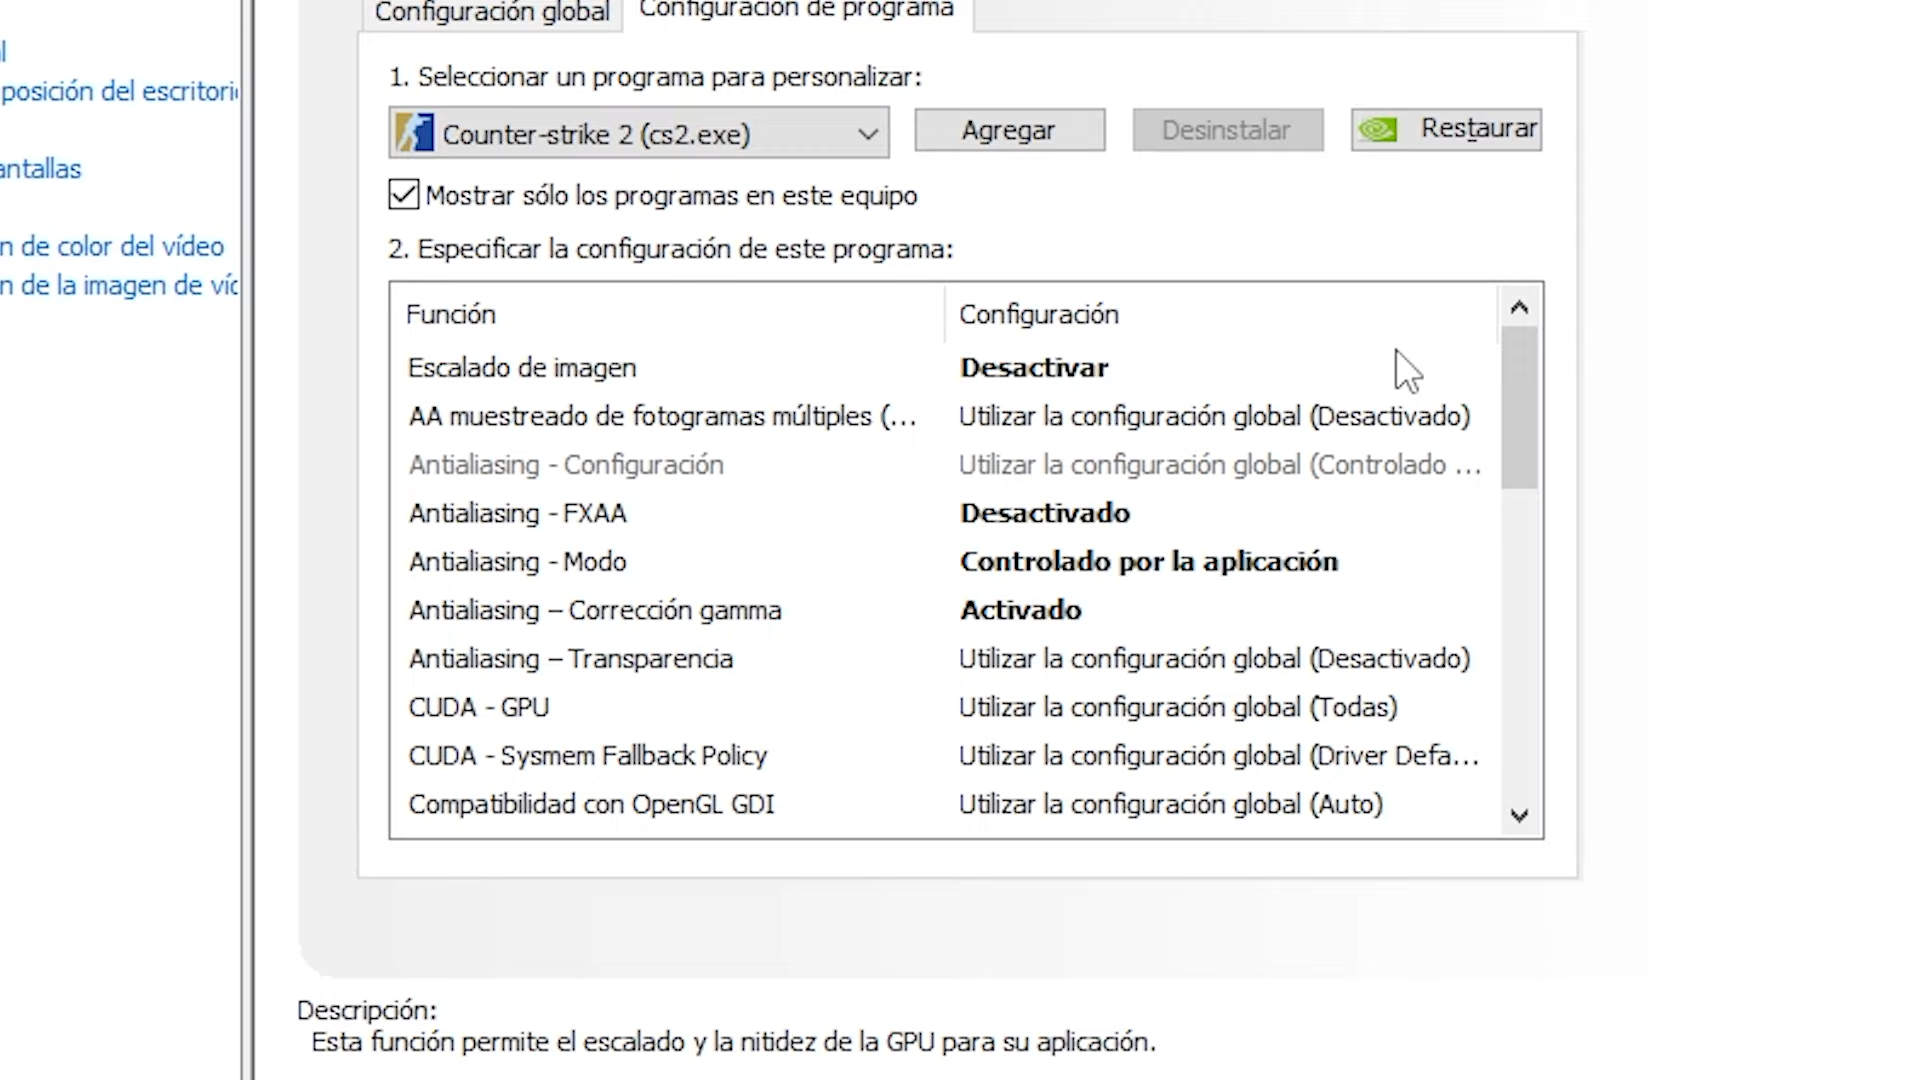 Configuración global
Configuración de programa
l
posición del escritori
antallas
n de color del vídeo
n de la imagen de víc
1. Seleccionar un programa para personalizar:
Counter-strike 2 (cs2.exe)
Agregar
Desinstalar
Restaurar
Mostrar sólo los programas en este equipo
2. Especificar la configuración de este programa:
Función
Configuración
Escalado de imagen
Desactivar
AA muestreado de fotogramas múltiples (...
Utilizar la configuración global (Desactivado)
Antialiasing - Configuración
Utilizar la configuración global (Controlado ...
Antialiasing - FXAA
Desactivado
Antialiasing - Modo
Controlado por la aplicación
Antialiasing – Corrección gamma
Activado
Antialiasing – Transparencia
Utilizar la configuración global (Desactivado)
CUDA - GPU
Utilizar la configuración global (Todas)
CUDA - Sysmem Fallback Policy
Utilizar la configuración global (Driver Defa...
Compatibilidad con OpenGL GDI
Utilizar la configuración global (Auto)
Descripción:
Esta función permite el escalado y la nitidez de la GPU para su aplicación.